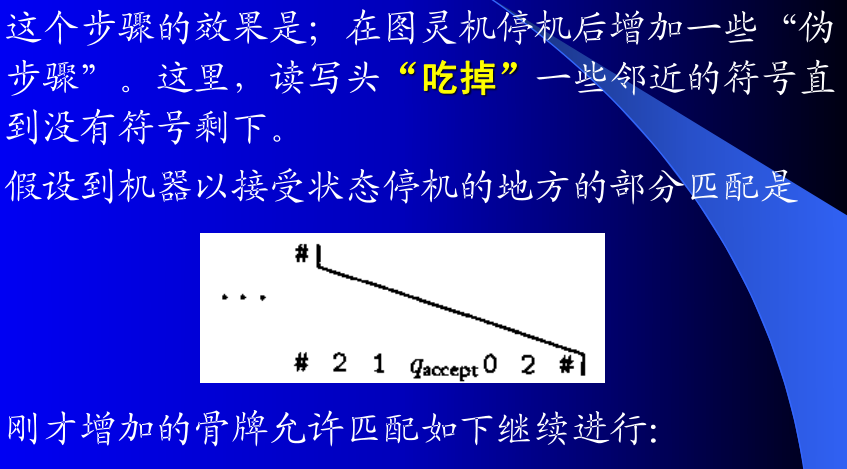 这个步骤的效果是；在图灵机停机后增加一些“伪
步骤”。这里，读写头“吃掉”一些邻近的符号直
到没有符号剩下。
假设到机器以接受状态停机的地方的部分匹配是
#
...
# 2 1 qaccept 0 2 #
刚才增加的骨牌允许匹配如下继续进行: